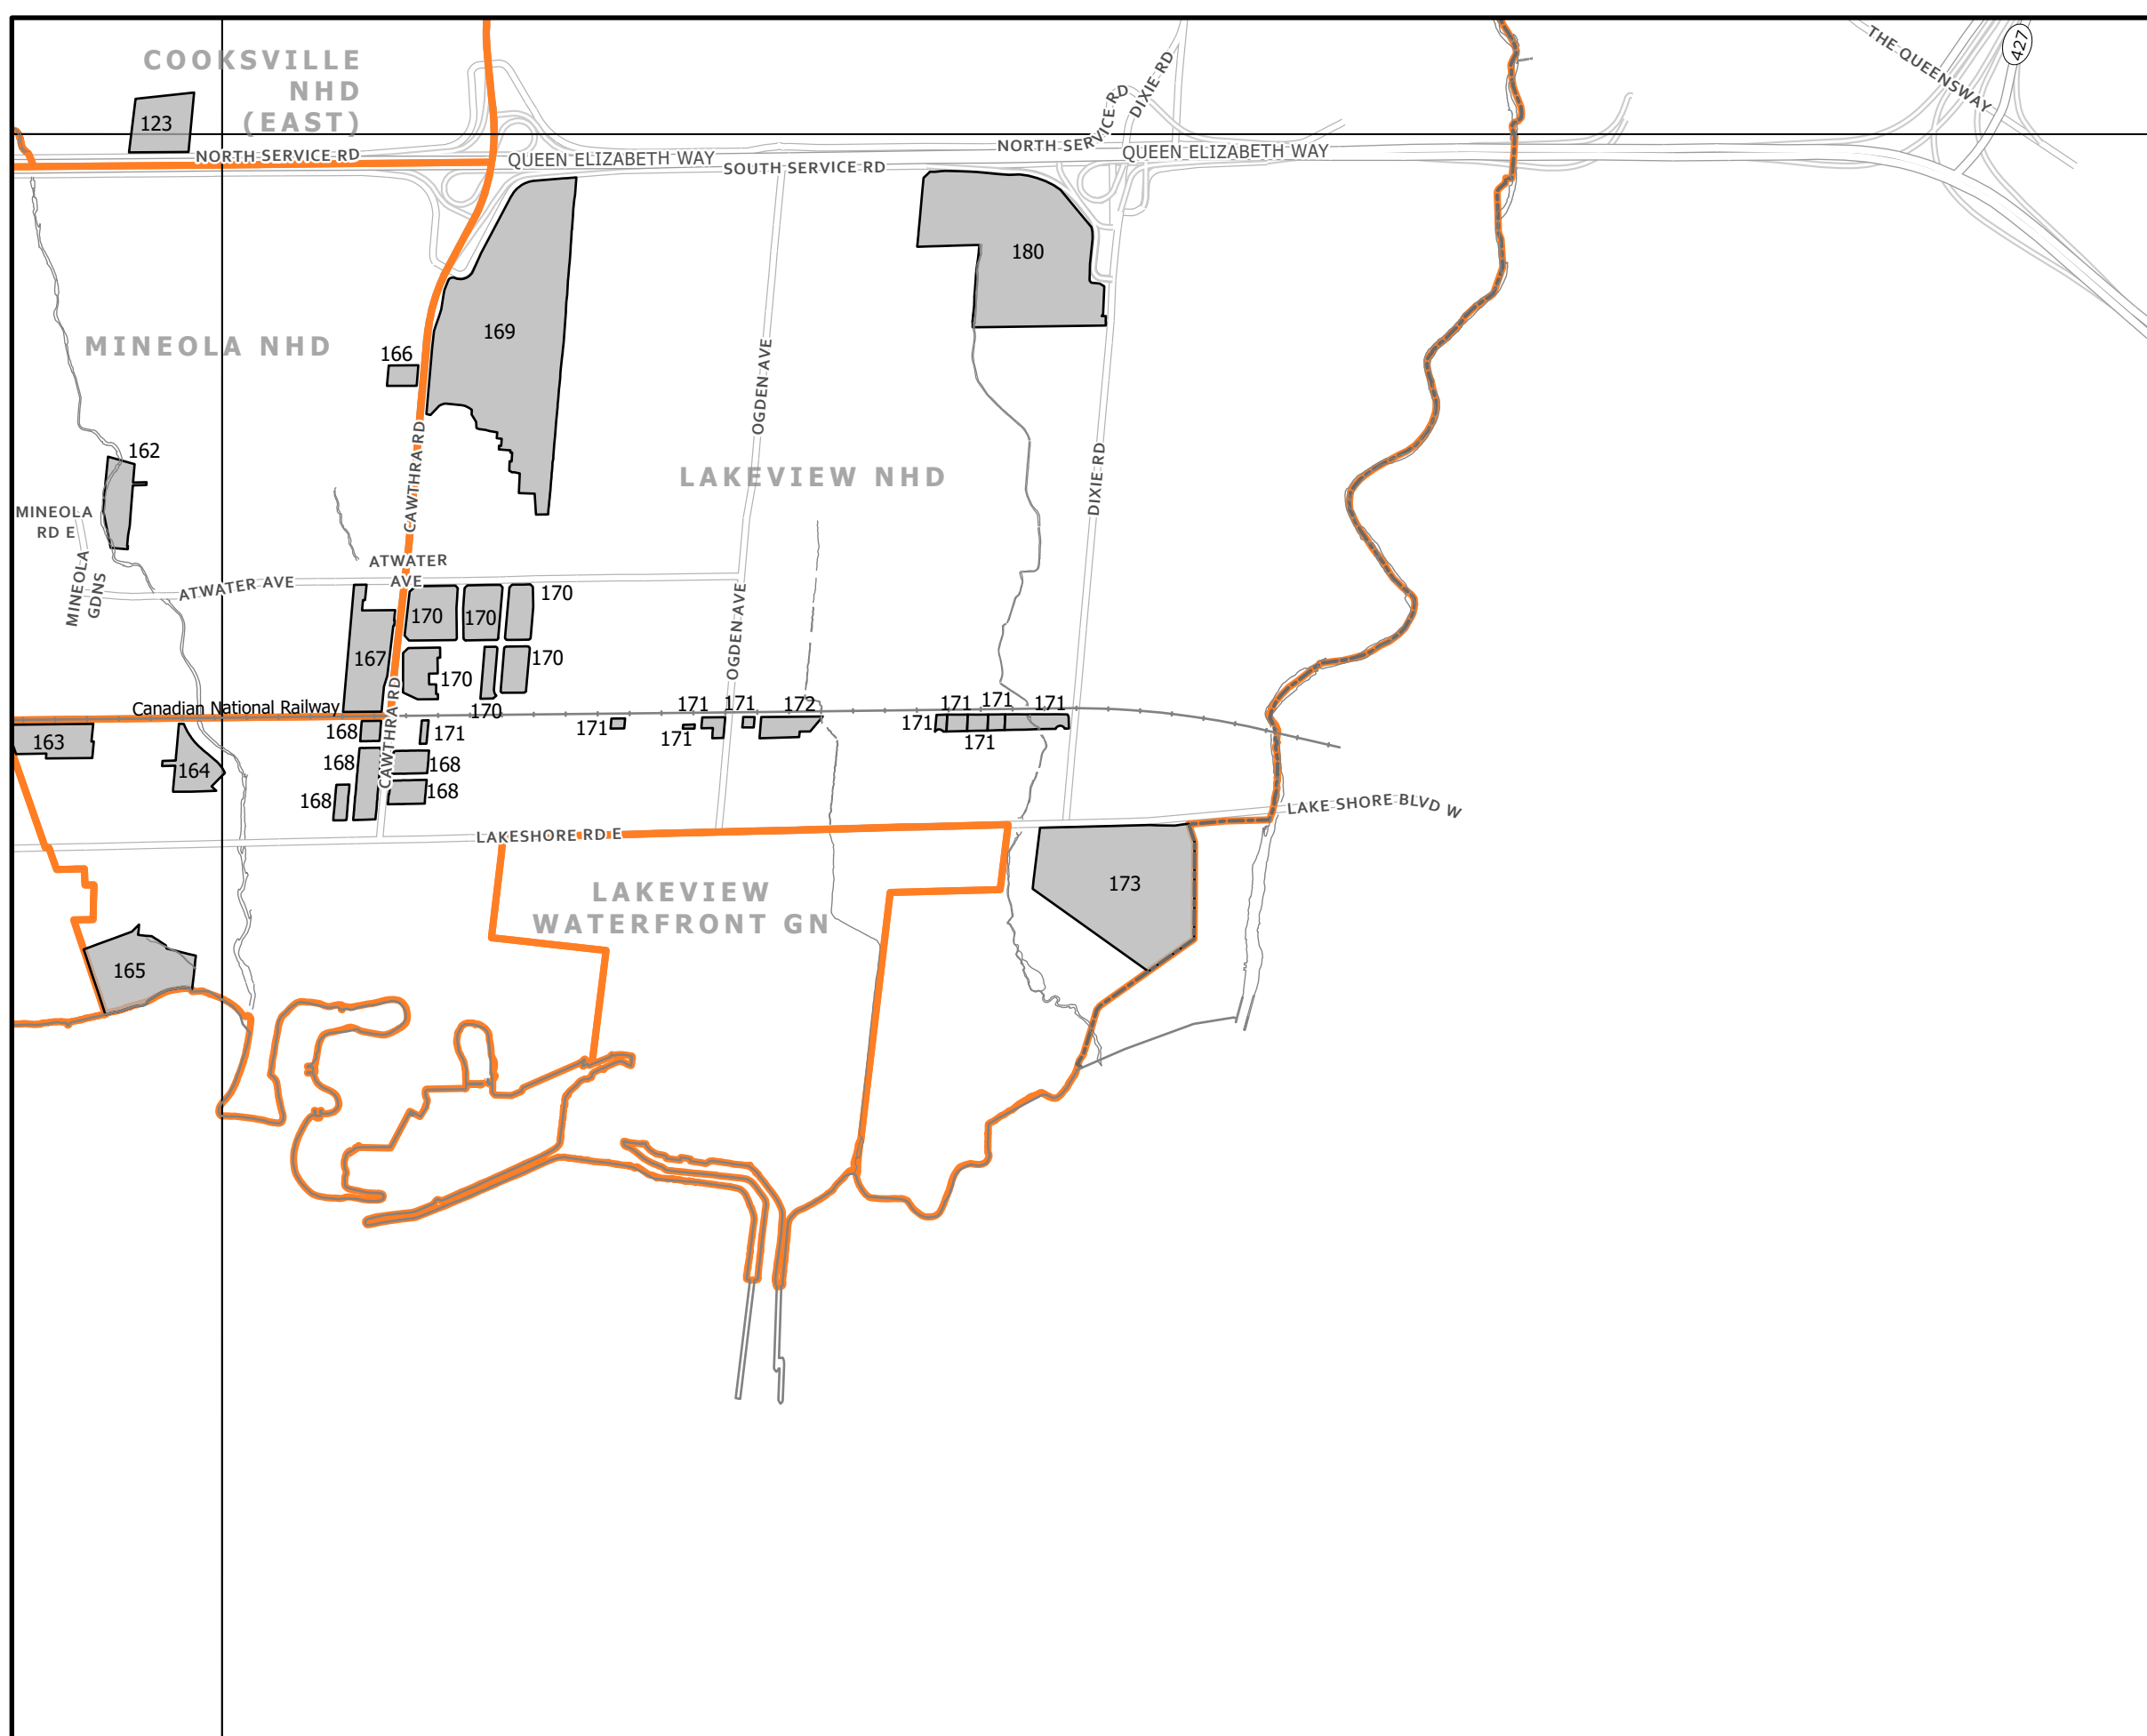 COOKSVILLE
NHD
(EAST)
123
NORTH SERVICE RD
QUEEN ELIZABETH WAY
SOUTH SERVICE RD
NORTH SERVICE RD
DIXIE RD
QUEEN ELIZABETH WAY
THE QUEENSWAY
427
180
169
MINEOLA NHD
166
OGDEN AVE
CAWTHRA RD
LAKEVIEW NHD
DIXIE RD
162
MINEOLA
RD E
MINEOLA
GDNS
ATWATER AVE
ATWATER
AVE
170
170
170
167
170
170
170
OGDEN AVE
Canadian National Railway
CAWTHRA RD
163
164
168
171
168
168
168
168
171
171
171
171
172
171
171
171
171
171
LAKESHORE RD E
LAKE SHORE BLVD W
LAKEVIEW
WATERFRONT GN
173
165